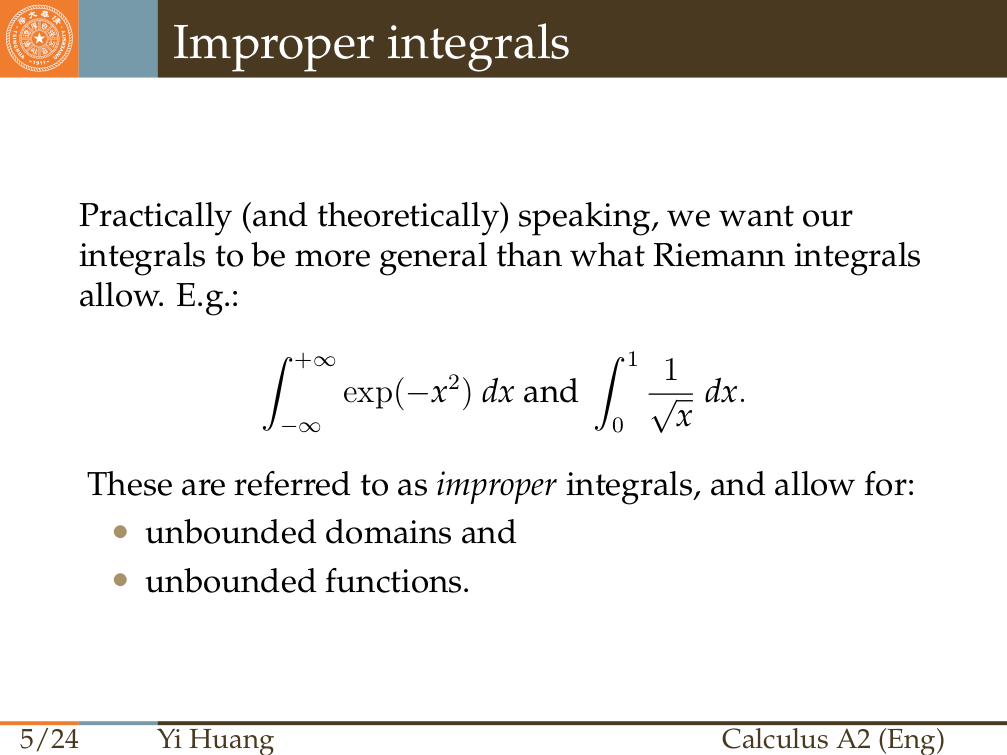 Improper integrals
Practically (and theoretically) speaking, we want our
integrals to be more general than what Riemann integrals
allow. E.g.:
∫_{−∞}^{+∞} exp(−x²) dx and ∫_0^1 1/√x dx.
These are referred to as improper integrals, and allow for:
• unbounded domains and
• unbounded functions.
5/24 Yi Huang Calculus A2 (Eng)